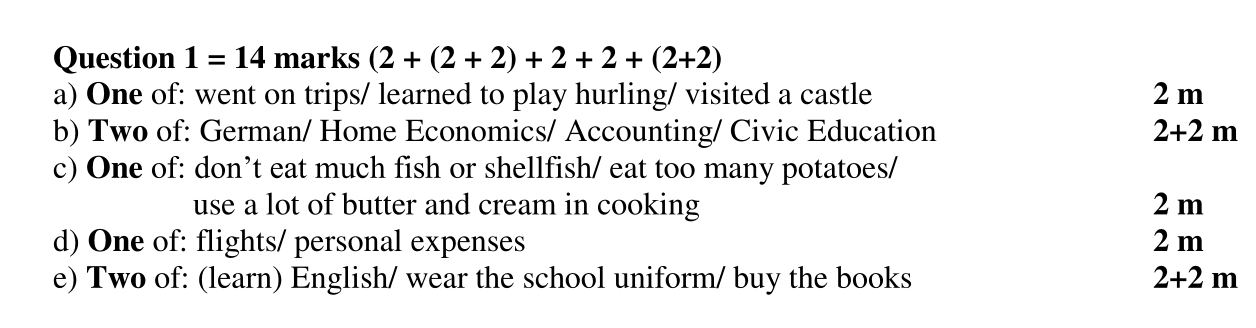 Question 1 = 14 marks (2 + (2 + 2) + 2 + 2 + (2+2)
a) One of: went on trips/ learned to play hurling/ visited a castle 2 m
b) Two of: German/ Home Economics/ Accounting/ Civic Education 2+2 m
c) One of: don’t eat much fish or shellfish/ eat too many potatoes/
use a lot of butter and cream in cooking 2 m
d) One of: flights/ personal expenses 2 m
e) Two of: (learn) English/ wear the school uniform/ buy the books 2+2 m